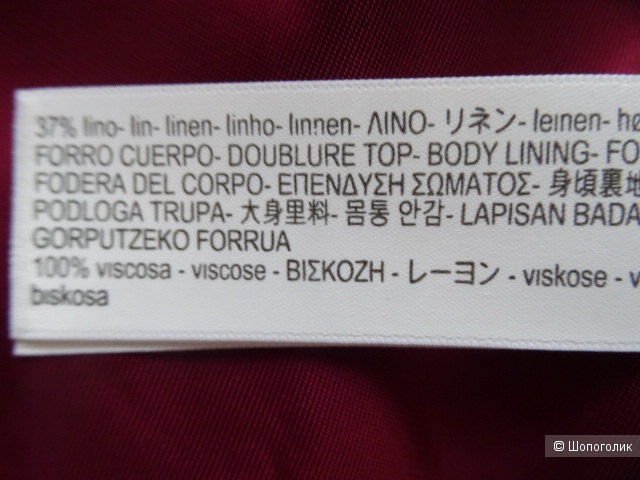 37% lino- lin- linen- linho- linnen- ΛΙΝΟ- リネン- leinen- hø
FORRO CUERPO- DOUBLURE TOP- BODY LINING- FO
FODERA DEL CORPO- ΕΠΕΝΔΥΣΗ ΣΩΜΑΤΟΣ- 身頃裏地
PODLOGA TRUPA- 大身里料- 몸통 안감- LAPISAN BADA
GORPUTZEKO FORRUA
100% viscosa - viscose - ΒΙΣΚΟΖΗ - レーヨン - viskose - v
biskosa
© Шопоголик